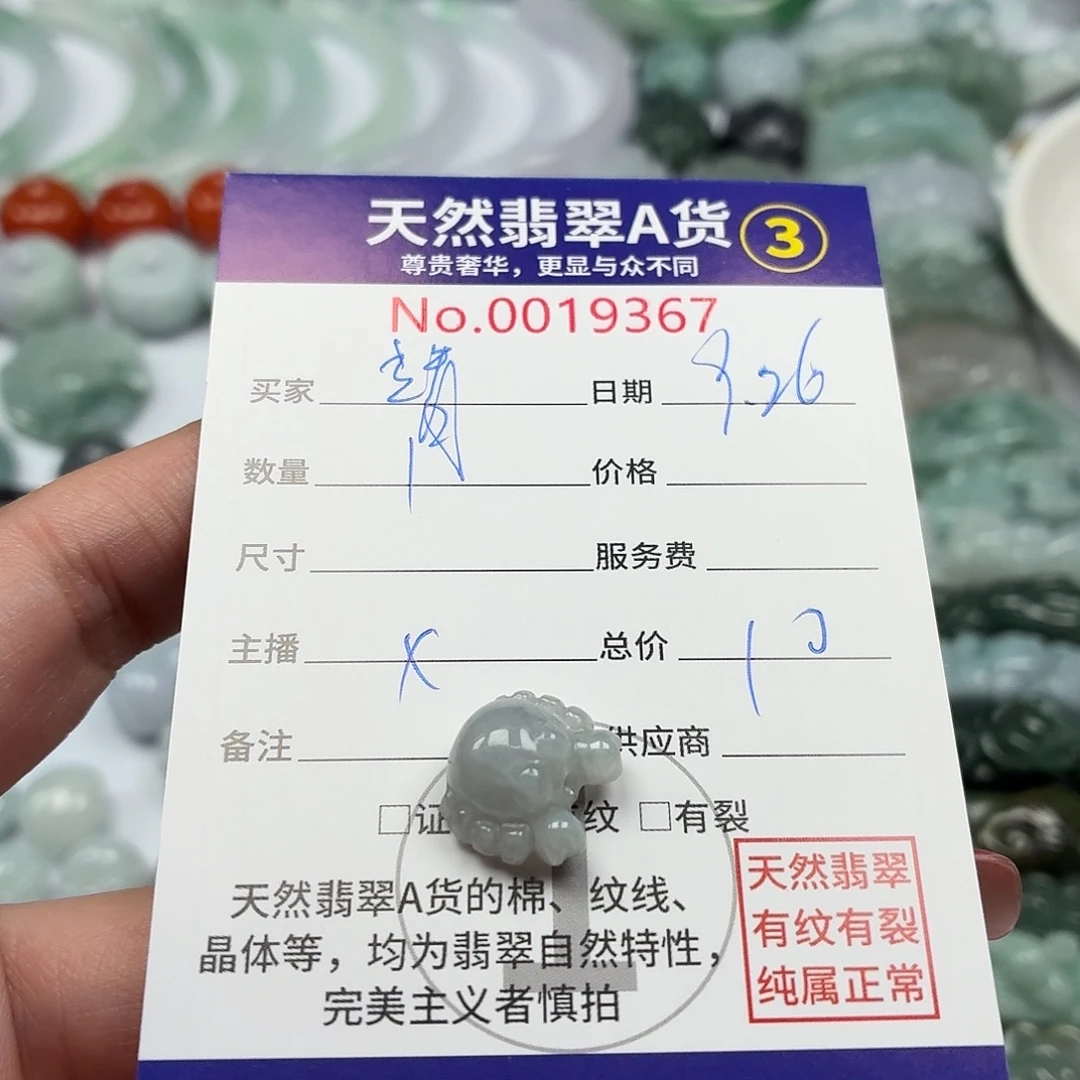 天然翡翠A货 3
尊贵奢华，更显与众不同
No.0019367
买家 日期 9.26
数量 价格
尺寸 服务费
主播 X 总价
备注 供应商
□证 纹 □有裂
天然翡翠A货的棉、纹线、
晶体等，均为翡翠自然特性，
完美主义者慎拍
天然翡翠
有纹有裂
纯属正常